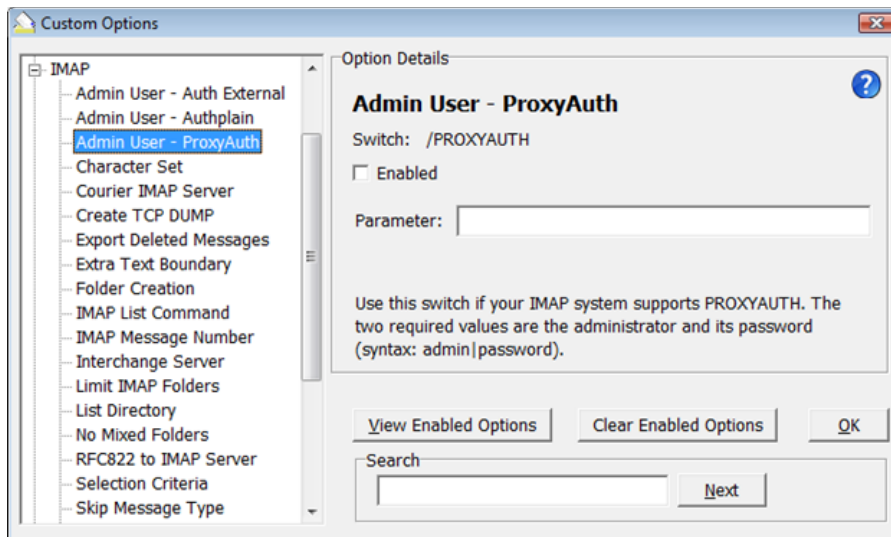 Custom Options
IMAP
Admin User - Auth External
Admin User - Authplain
Admin User - ProxyAuth
Character Set
Courier IMAP Server
Create TCP DUMP
Export Deleted Messages
Extra Text Boundary
Folder Creation
IMAP List Command
IMAP Message Number
Interchange Server
Limit IMAP Folders
List Directory
No Mixed Folders
RFC822 to IMAP Server
Selection Criteria
Skip Message Type
Option Details
?
Admin User - ProxyAuth
Switch: /PROXYAUTH
Enabled
Parameter:
Use this switch if your IMAP system supports PROXYAUTH. The
two required values are the administrator and its password
(syntax: admin|password).
View Enabled Options
Clear Enabled Options
OK
Search
Next